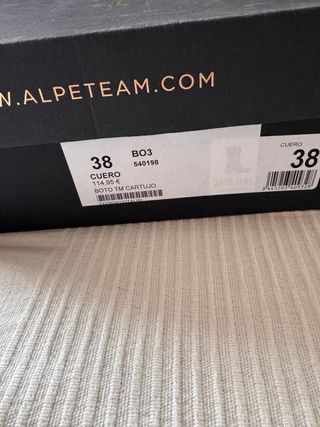 W.ALPETEAM.COM
38 BO3
540198
CUERO
114,95 €
BOTO TM CARTUJO
CUERO
38